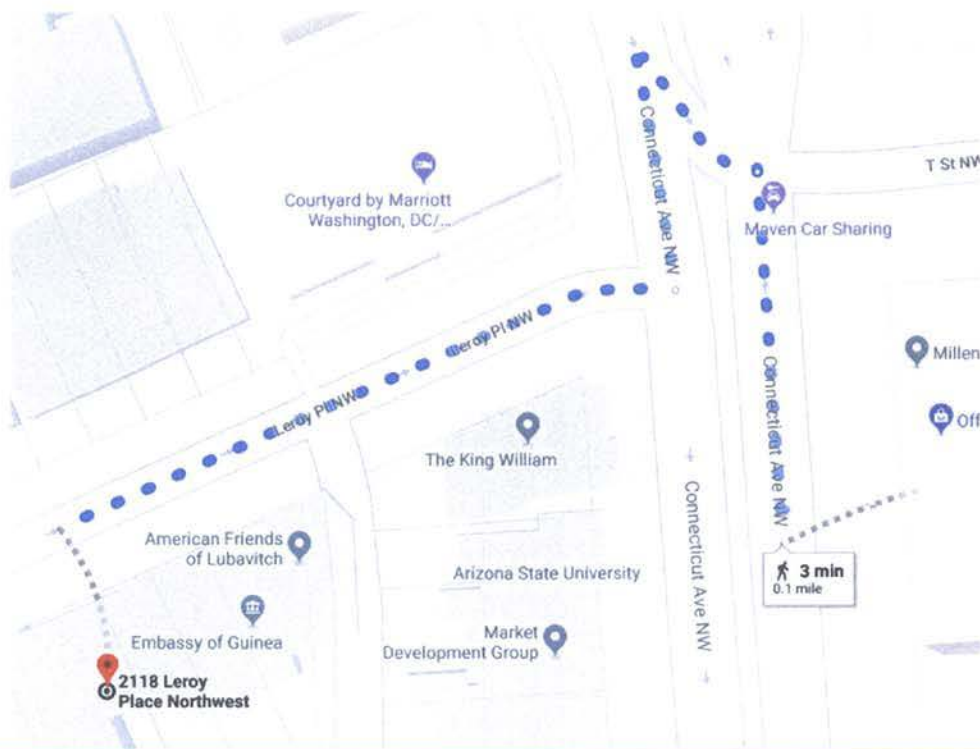 Connecticut Ave NW
T St NW
Courtyard by Marriott
Washington, DC/...
Maven Car Sharing
Leroy Pl NW
Millen
Leroy Pl NW
Connecticut Ave NW
Off
The King William
Connecticut Ave NW
American Friends
of Lubavitch
Arizona State University
3 min
0.1 mile
Embassy of Guinea
Market
Development Group
2118 Leroy
Place Northwest